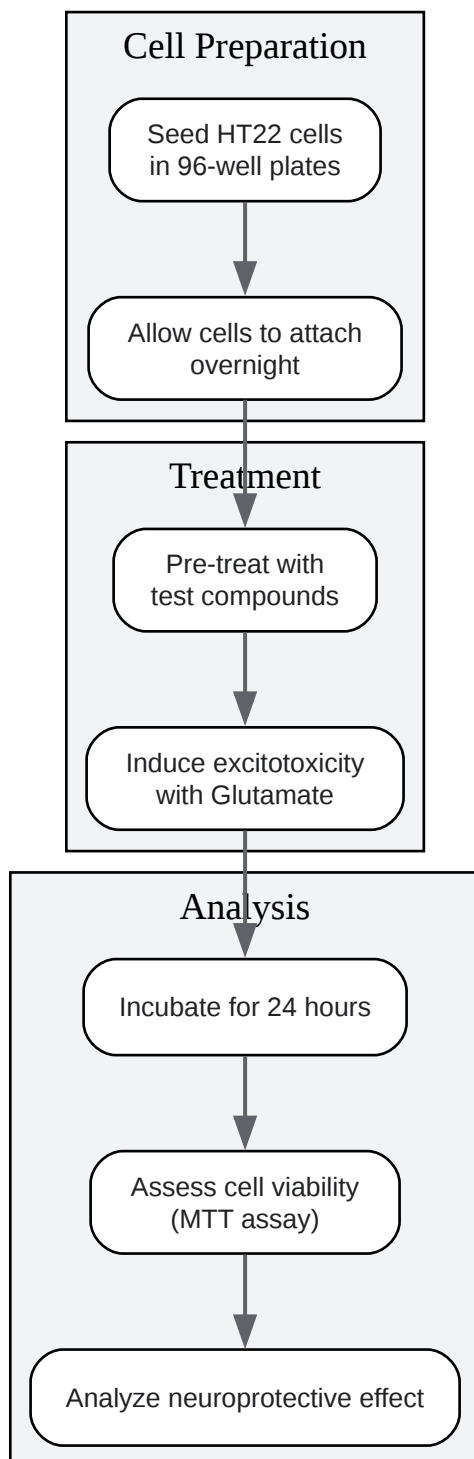 Cell Preparation
Seed HT22 cells
in 96-well plates
Allow cells to attach
overnight
Treatment
Pre-treat with
test compounds
Induce excitotoxicity
with Glutamate
Analysis
Incubate for 24 hours
Assess cell viability
(MTT assay)
Analyze neuroprotective effect